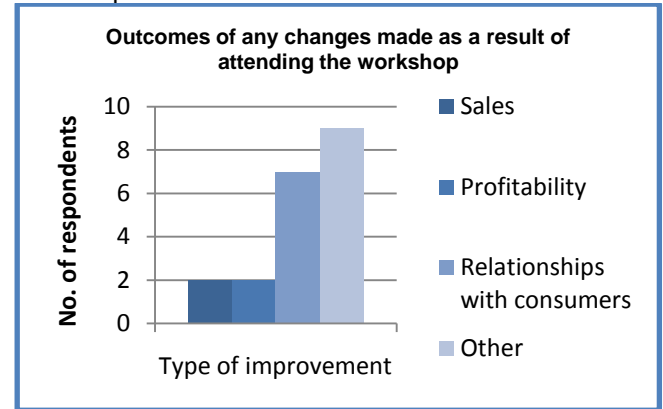 Outcomes of any changes made as a result of
attending the workshop
No. of respondents
10
8
6
4
2
0
Type of improvement
Sales
Profitability
Relationships
with consumers
Other